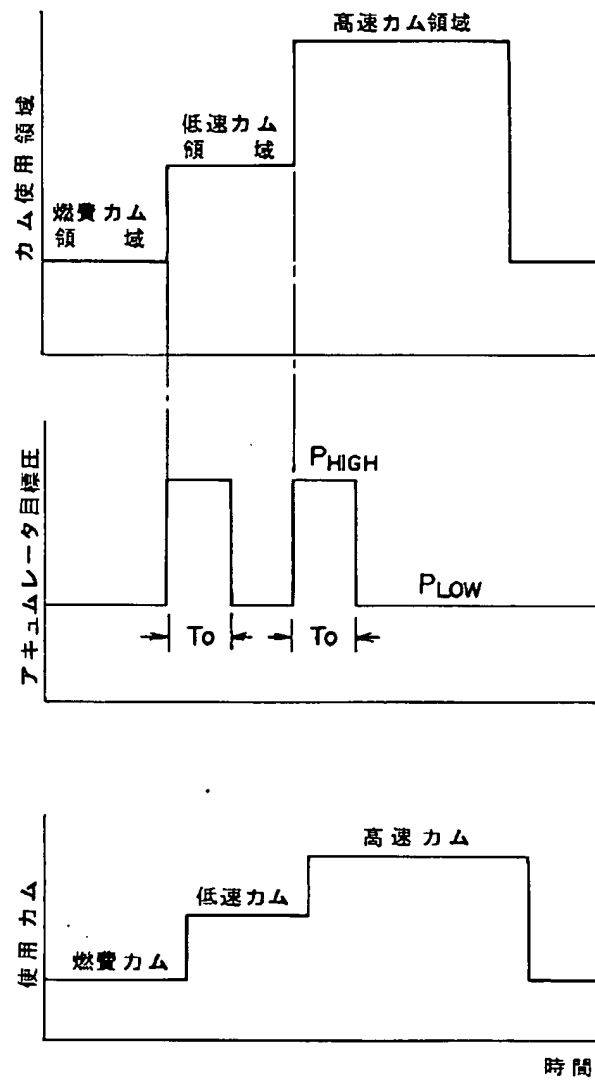 カム使用領域
燃費カム
領域
低速カム
領域
高速カム領域
アキュムレータ目標圧
PHIGH
PLOW
To
To
使用カム
燃費カム
低速カム
高速カム
時間